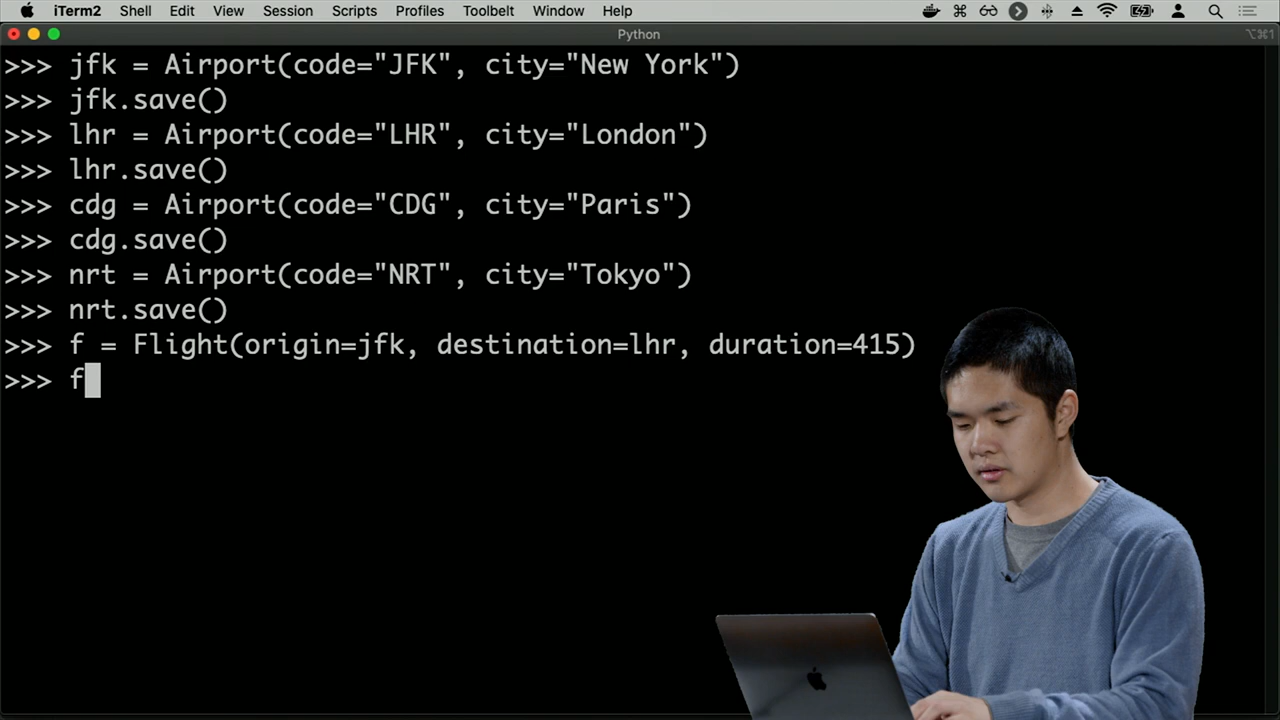 iTerm2 Shell Edit View Session Scripts Profiles Toolbelt Window Help
Python
⌥⌘1
>>> jfk = Airport(code="JFK", city="New York")
>>> jfk.save()
>>> lhr = Airport(code="LHR", city="London")
>>> lhr.save()
>>> cdg = Airport(code="CDG", city="Paris")
>>> cdg.save()
>>> nrt = Airport(code="NRT", city="Tokyo")
>>> nrt.save()
>>> f = Flight(origin=jfk, destination=lhr, duration=415)
>>> f